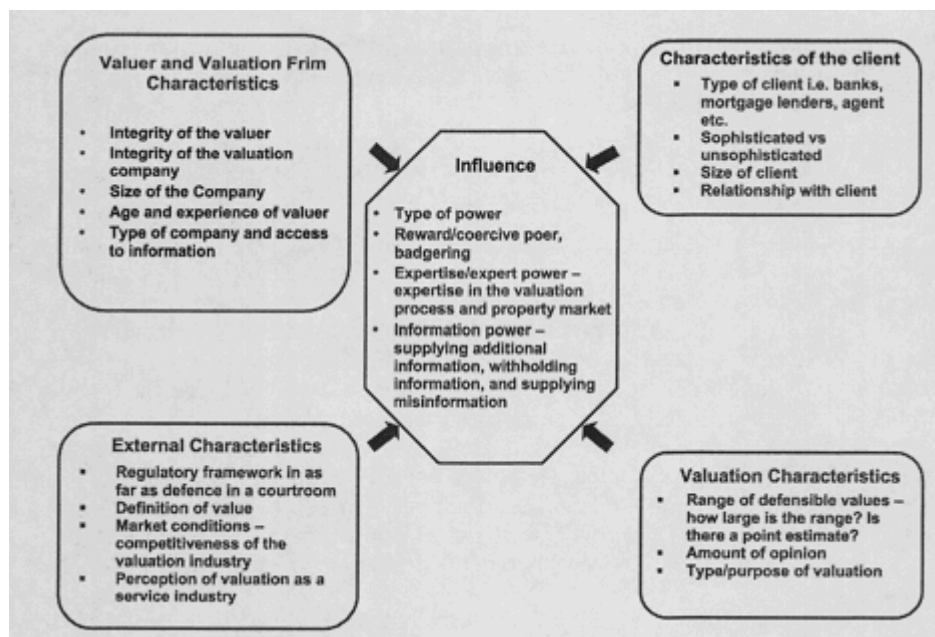 Valuer and Valuation Frim
Characteristics
• Integrity of the valuer
• Integrity of the valuation
company
• Size of the Company
• Age and experience of valuer
• Type of company and access
to information
Characteristics of the client
▪ Type of client i.e. banks,
mortgage lenders, agent
etc.
▪ Sophisticated vs
unsophisticated
▪ Size of client
▪ Relationship with client
Influence
• Type of power
• Reward/coercive poer,
badgering
• Expertise/expert power –
expertise in the valuation
process and property market
• Information power –
supplying additional
information, withholding
information, and supplying
misinformation
External Characteristics
▪ Regulatory framework in as
far as defence in a courtroom
▪ Definition of value
▪ Market conditions –
competitiveness of the
valuation industry
▪ Perception of valuation as a
service industry
Valuation Characteristics
▪ Range of defensible values –
how large is the range? Is
there a point estimate?
▪ Amount of opinion
▪ Type/purpose of valuation